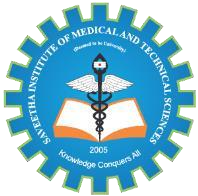 SAVEETHA INSTITUTE OF MEDICAL AND TECHNICAL SCIENCES
(Deemed to be University)
2005
Knowledge Conquers All